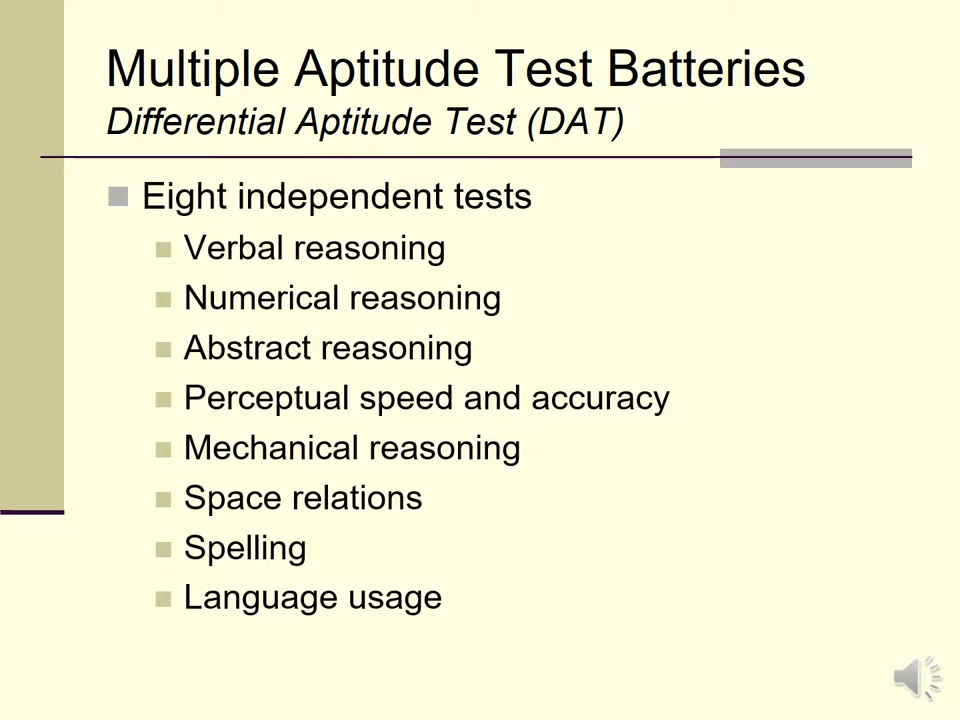 Multiple Aptitude Test Batteries
Differential Aptitude Test (DAT)
Eight independent tests
Verbal reasoning
Numerical reasoning
Abstract reasoning
Perceptual speed and accuracy
Mechanical reasoning
Space relations
Spelling
Language usage